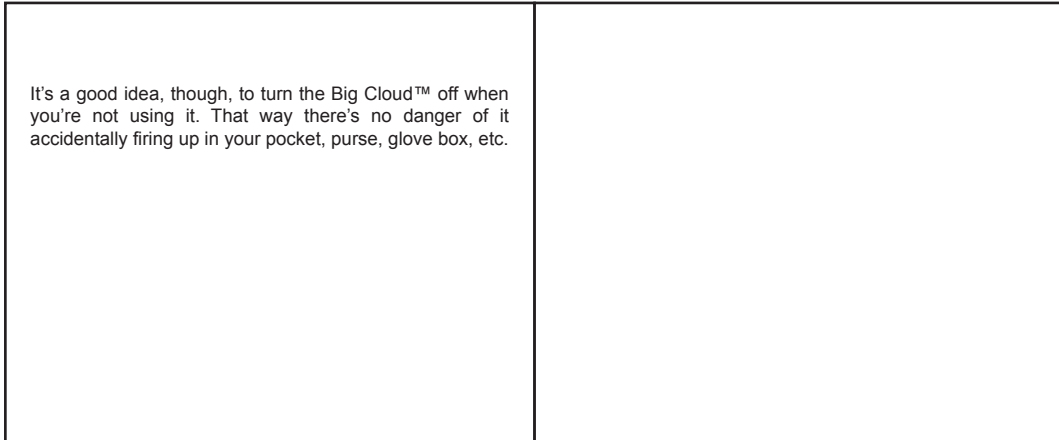 It’s a good idea, though, to turn the Big Cloud™ off when
you’re not using it. That way there’s no danger of it
accidentally firing up in your pocket, purse, glove box, etc.